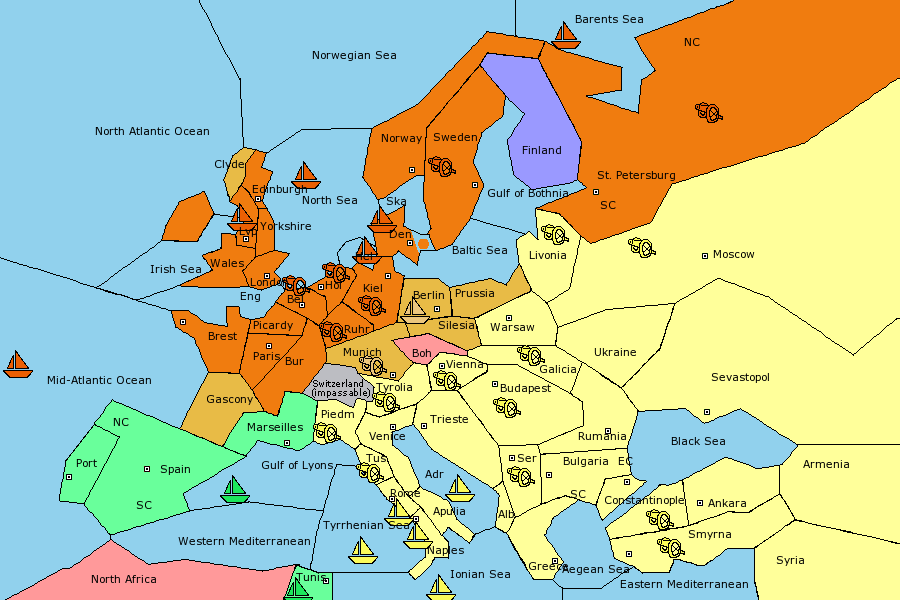 Barents Sea
NC
Norwegian Sea
North Atlantic Ocean
Norway
Sweden
Finland
Clyde
Edinburgh
St. Petersburg
SC
North Sea
Ska
Gulf of Bothnia
Yorkshire
Lvp
Den
Baltic Sea
Livonia
Moscow
Irish Sea
Wales
London
Hel
Hol
Kiel
Eng
Bel
Berlin
Prussia
Brest
Picardy
Ruhr
Silesia
Warsaw
Paris
Bur
Munich
Boh
Ukraine
Vienna
Galicia
Mid-Atlantic Ocean
Switzerland
(impassable)
Tyrolia
Budapest
Sevastopol
Gascony
NC
Marseilles
Piedm
Venice
Trieste
Rumania
Black Sea
Port
Spain
Gulf of Lyons
Tus
Adr
Ser
Bulgaria
EC
Armenia
SC
Rome
Apulia
Alb
SC
Constantinople
Ankara
Western Mediterranean
Tyrrhenian Sea
Naples
Smyrna
North Africa
Tunis
Ionian Sea
Greece
Aegean Sea
Syria
Eastern Mediterranean